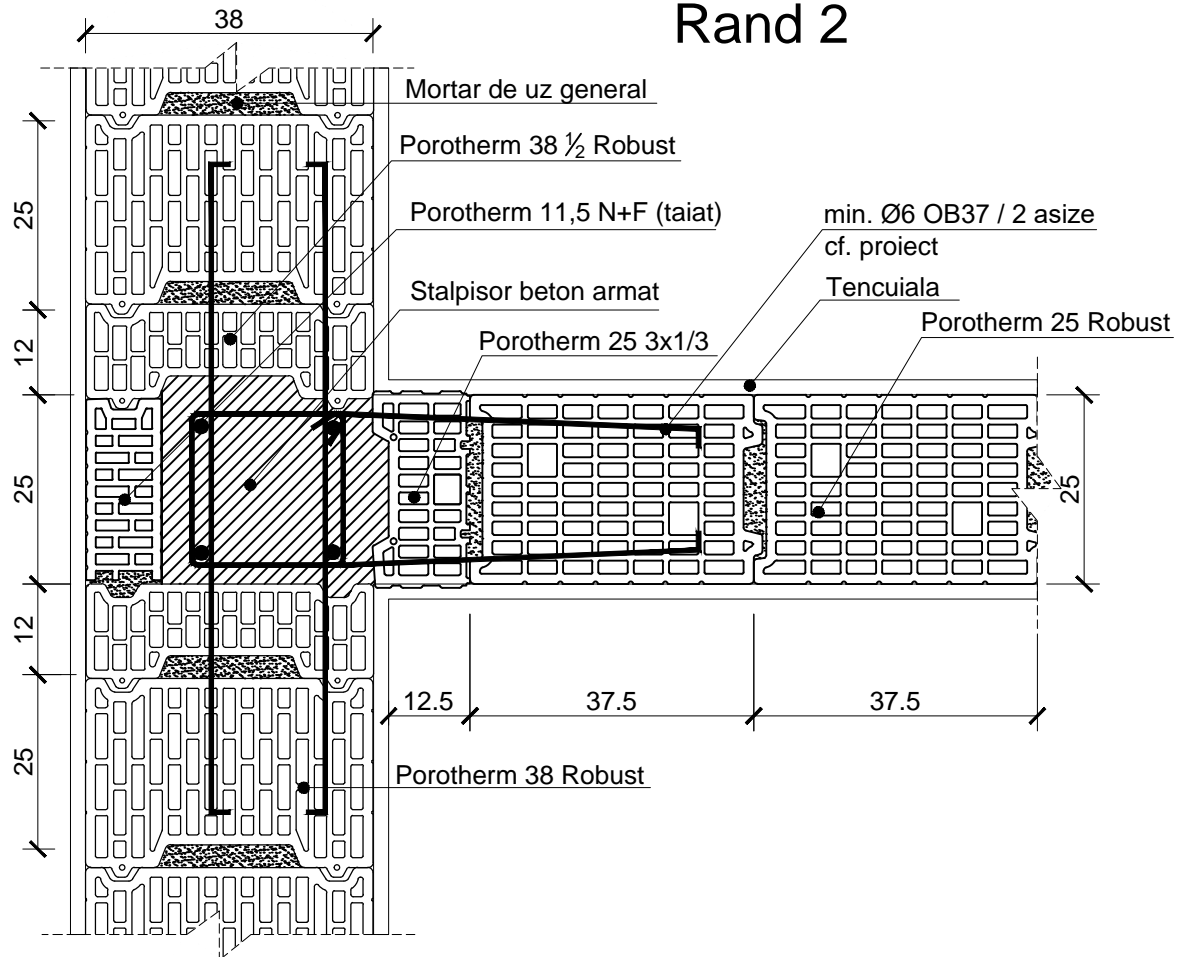 Rand 2
38
Mortar de uz general
Porotherm 38 ½ Robust
Porotherm 11,5 N+F (taiat)
min. Ø6 OB37 / 2 asize
cf. proiect
Stalpisor beton armat
Tencuiala
Porotherm 25 Robust
Porotherm 25 3x1/3
25
12
25
12
25
25
12.5
37.5
37.5
Porotherm 38 Robust